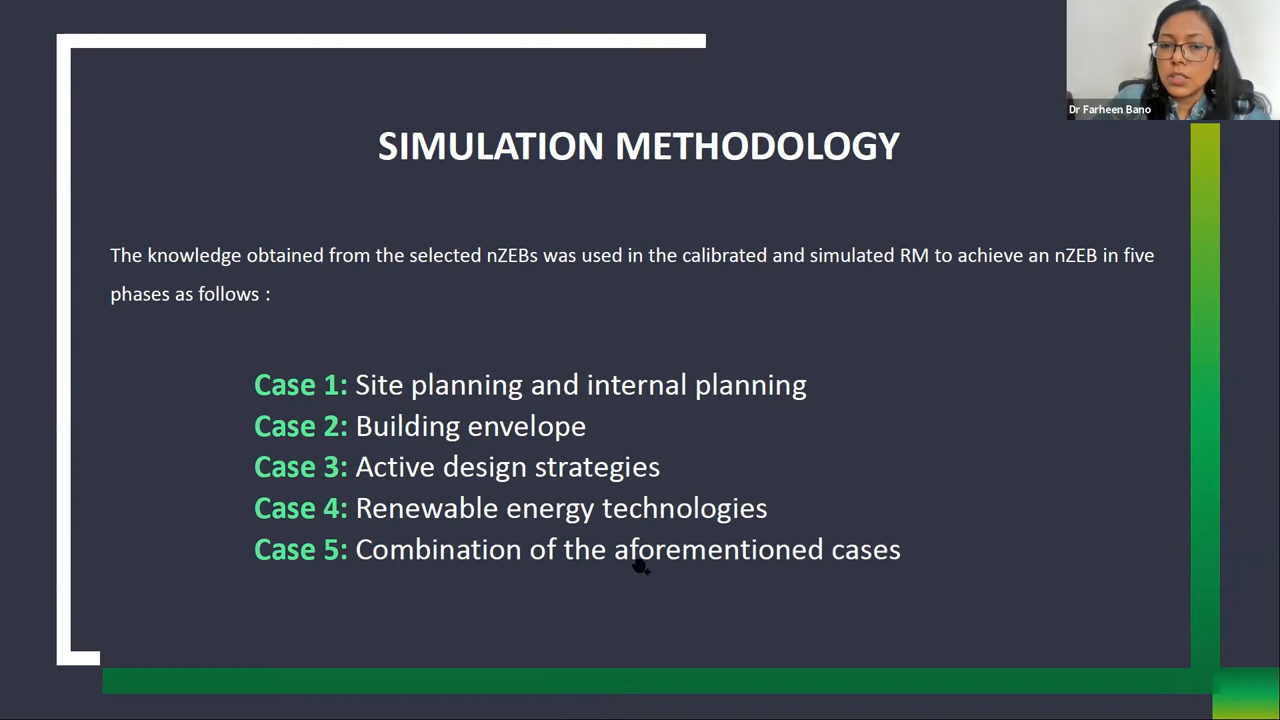 Dr Farheen Bano
SIMULATION METHODOLOGY
The knowledge obtained from the selected nZEBs was used in the calibrated and simulated RM to achieve an nZEB in five
phases as follows :
Case 1: Site planning and internal planning
Case 2: Building envelope
Case 3: Active design strategies
Case 4: Renewable energy technologies
Case 5: Combination of the aforementioned cases